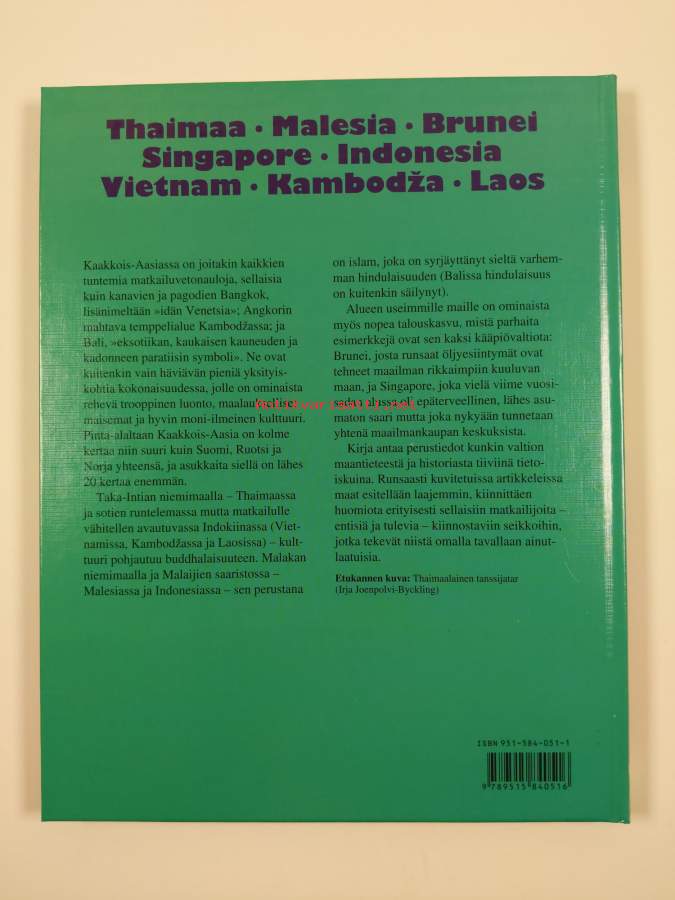 Thaimaa · Malesia · Brunei
Singapore · Indonesia
Vietnam · Kambodža · Laos
Kaakkois-Aasiassa on joitakin kaikkien
tuntemia matkailuvetonauloja, sellaisia
kuin kanavien ja pagodien Bangkok,
lisänimeltään »idän Venetsia»; Angkorin
mahtava temppelialue Kambodžassa; ja
Bali, »eksotiikan, kaukaisen kauneuden ja
kadonneen paratiisin symboli». Ne ovat
kuitenkin vain häviävän pieniä yksityis-
kohtia kokonaisuudessa, jolle on ominaista
rehevä trooppinen luonto, maalaukselliset
maisemat ja hyvin moni-ilmeinen kulttuuri.
Pinta-alaltaan Kaakkois-Aasia on kolme
kertaa niin suuri kuin Suomi, Ruotsi ja
Norja yhteensä, ja asukkaita siellä on lähes
20 kertaa enemmän.
Taka-Intian niemimaalla – Thaimaassa
ja sotien runtelemassa mutta matkailulle
vähitellen avautuvassa Indokiinassa (Viet-
namissa, Kambodžassa ja Laosissa) – kult-
tuuri pohjautuu buddhalaisuuteen. Malakan
niemimaalla ja Malaijien saaristossa –
Malesiassa ja Indonesiassa – sen perustana
on islam, joka on syrjäyttänyt sieltä varhem-
man hindulaisuuden (Balissa hindulaisuus
on kuitenkin säilynyt).
Alueen useimmille maille on ominaista
myös nopea talouskasvu, mistä parhaita
esimerkkejä ovat sen kaksi kääpiövaltiota:
Brunei, josta runsaat öljyesiintymät ovat
tehneet maailman rikkaimpiin kuuluvan
maan, ja Singapore, joka vielä viime vuosi-
sadan alussa oli epäterveellinen, lähes asu-
maton saari mutta joka nykyään tunnetaan
yhtenä maailmankaupan keskuksista.
Kirja antaa perustiedot kunkin valtion
maantieteestä ja historiasta tiiviinä tieto-
iskuina. Runsaasti kuvitetuissa artikkeleissa
maat esitellään laajemmin, kiinnittäen
huomiota erityisesti sellaisiin matkailijoita –
entisiä ja tulevia – kiinnostaviin seikkoihin,
jotka tekevät niistä omalla tavallaan ainut-
laatuisia.
Etukannen kuva: Thaimaalainen tanssijatar
(Irja Joenpolvi-Byckling)
ISBN 951-584-051-1
9 789515 840516